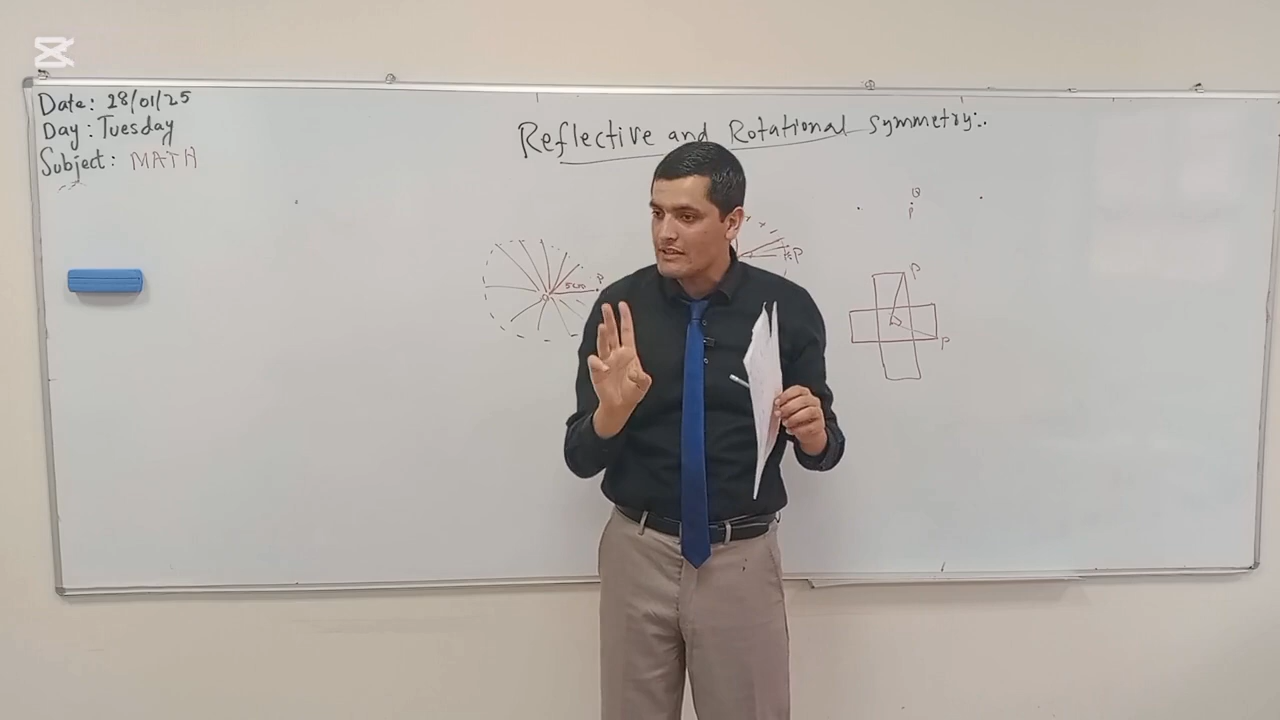 Date: 28/01/25
Day: Tuesday
Subject: MATH
Reflective and Rotational Symmetry:.
P
P
P
P
P